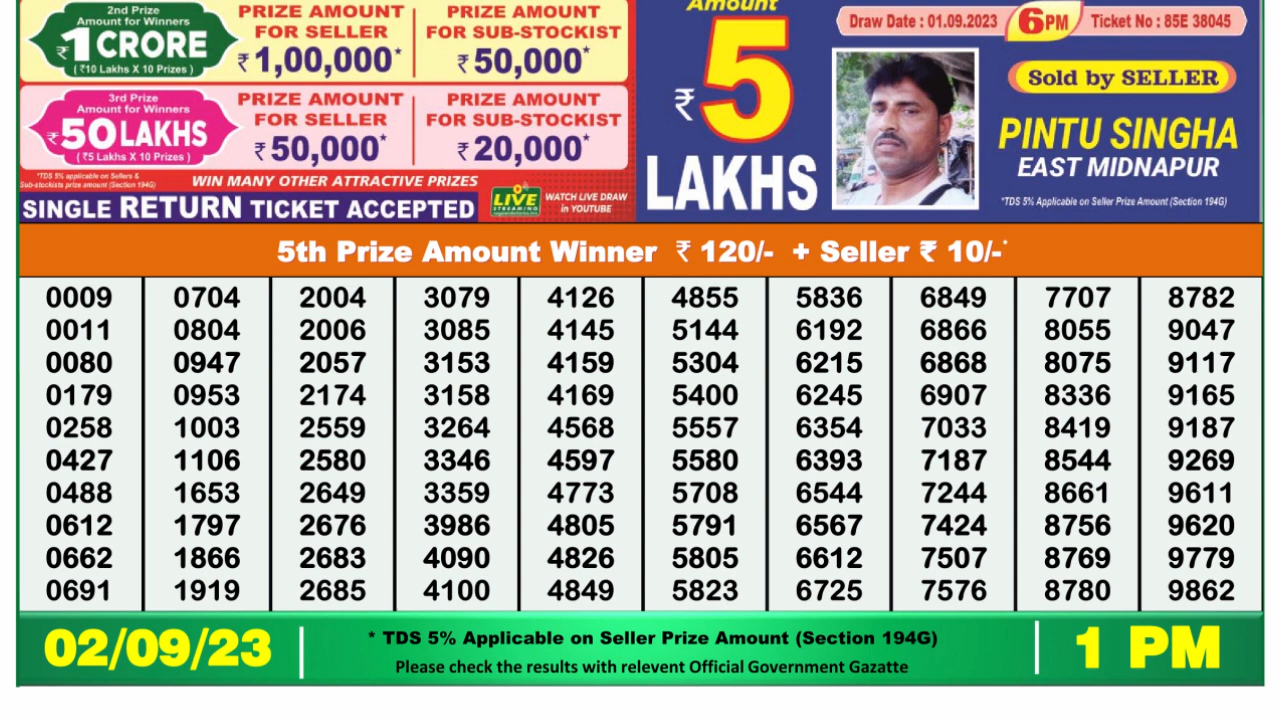 2nd Prize
Amount for Winners
₹1 CRORE
(₹10 Lakhs X 10 Prizes)
PRIZE AMOUNT
FOR SELLER
₹1,00,000*
PRIZE AMOUNT
FOR SUB-STOCKIST
₹50,000*
3rd Prize
Amount for Winners
₹50 LAKHS
(₹5 Lakhs X 10 Prizes)
PRIZE AMOUNT
FOR SELLER
₹50,000*
PRIZE AMOUNT
FOR SUB-STOCKIST
₹20,000*
*TDS 5% applicable on Sellers &
Sub-stockists prize amount (Section 194G)
WIN MANY OTHER ATTRACTIVE PRIZES
SINGLE RETURN TICKET ACCEPTED
LIVE
STREAMING
WATCH LIVE DRAW
in YOUTUBE
Amount
₹5
LAKHS
Draw Date : 01.09.2023 6PM Ticket No : 85E 38045
Sold by SELLER
PINTU SINGHA
EAST MIDNAPUR
*TDS 5% Applicable on Seller Prize Amount (Section 194G)
5th Prize Amount Winner ₹ 120/- + Seller ₹ 10/-*
0009 0704 2004 3079 4126 4855 5836 6849 7707 8782
0011 0804 2006 3085 4145 5144 6192 6866 8055 9047
0080 0947 2057 3153 4159 5304 6215 6868 8075 9117
0179 0953 2174 3158 4169 5400 6245 6907 8336 9165
0258 1003 2559 3264 4568 5557 6354 7033 8419 9187
0427 1106 2580 3346 4597 5580 6393 7187 8544 9269
0488 1653 2649 3359 4773 5708 6544 7244 8661 9611
0612 1797 2676 3986 4805 5791 6567 7424 8756 9620
0662 1866 2683 4090 4826 5805 6612 7507 8769 9779
0691 1919 2685 4100 4849 5823 6725 7576 8780 9862
02/09/23
* TDS 5% Applicable on Seller Prize Amount (Section 194G)
Please check the results with relevent Official Government Gazatte
1 PM